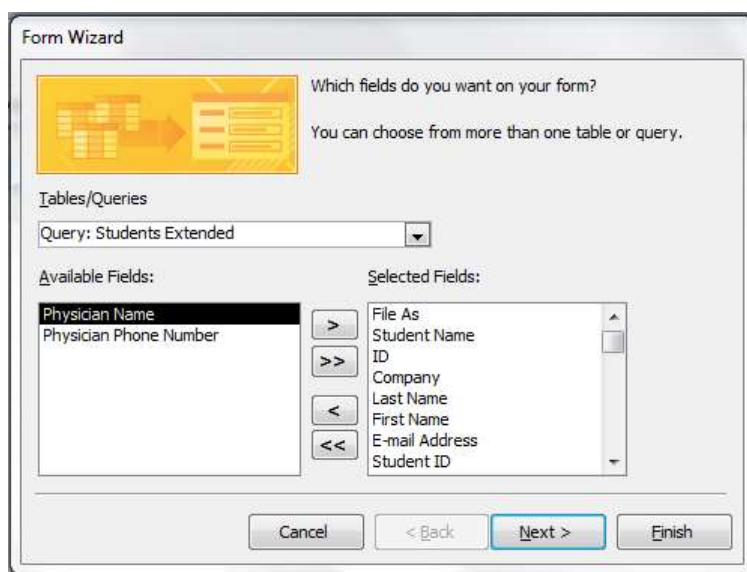 Form Wizard
Which fields do you want on your form?
You can choose from more than one table or query.
Tables/Queries
Query: Students Extended
Available Fields:
Selected Fields:
Physician Name
Physician Phone Number
>
>>
<
<<
File As
Student Name
ID
Company
Last Name
First Name
E-mail Address
Student ID
Cancel
< Back
Next >
Finish